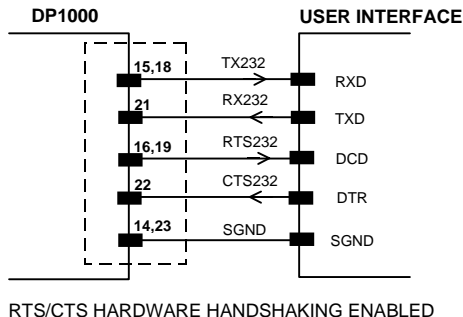 DP1000 USER INTERFACE
15,18 TX232 RXD
21 RX232 TXD
16,19 RTS232 DCD
22 CTS232 DTR
14,23 SGND SGND
RTS/CTS HARDWARE HANDSHAKING ENABLED